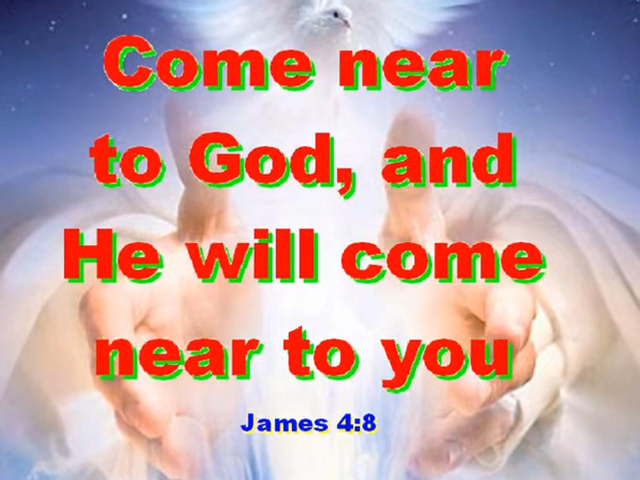 Come near
to God, and
He will come
near to you
James 4:8